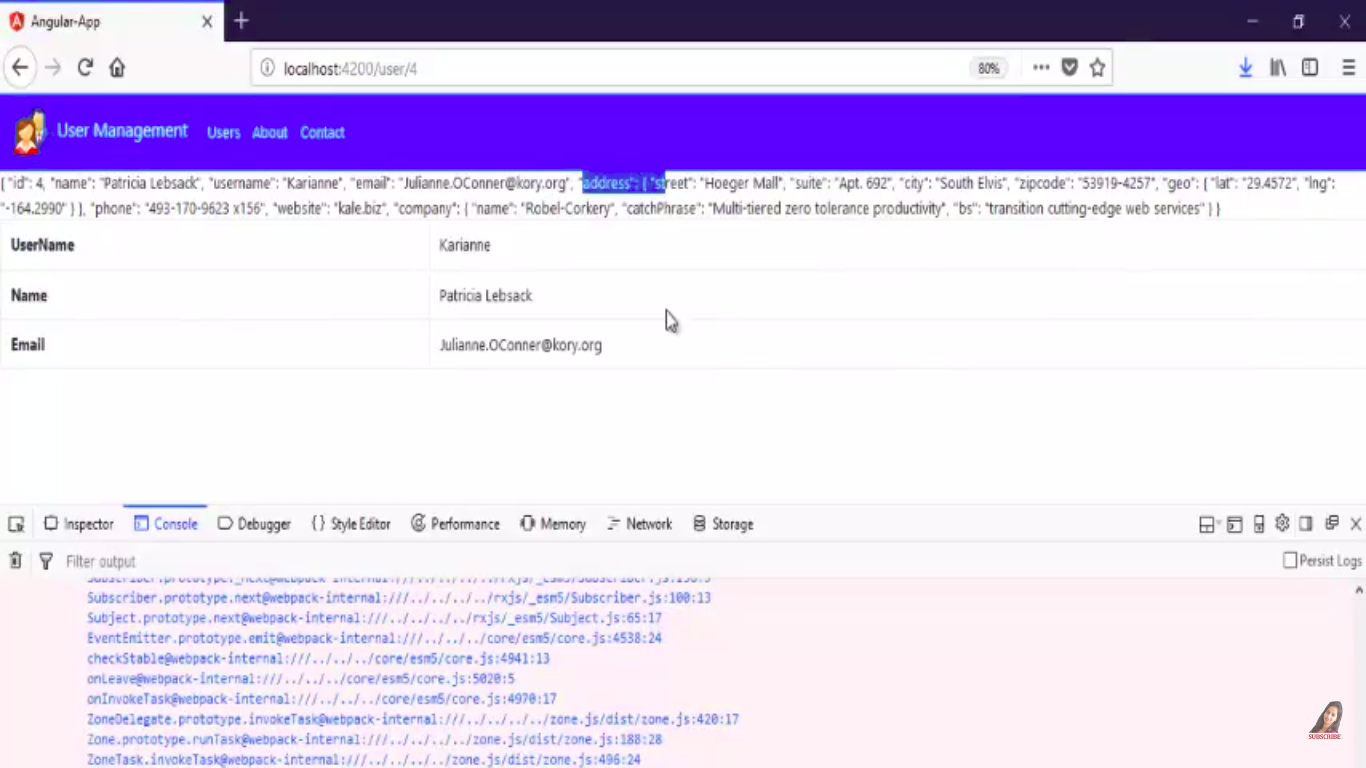 Angular-App
localhost:4200/user/4
80%
User Management Users About Contact
{ "id": 4, "name": "Patricia Lebsack", "username": "Karianne", "email": "Julianne.OConner@kory.org", "address": { "street": "Hoeger Mall", "suite": "Apt. 692", "city": "South Elvis", "zipcode": "53919-4257", "geo": { "lat": "29.4572", "lng":
"-164.2990" } }, "phone": "493-170-9623 x156", "website": "kale.biz", "company": { "name": "Robel-Corkery", "catchPhrase": "Multi-tiered zero tolerance productivity", "bs": "transition cutting-edge web services" } }
UserName Karianne
Name Patricia Lebsack
Email Julianne.OConner@kory.org
Inspector Console Debugger {} Style Editor Performance Memory Network Storage
Filter output Persist Logs
Subscriber.prototype.next@webpack-internal:///../../../../rxjs/_esm5/Subscriber.js:100:13
Subject.prototype.next@webpack-internal:///../../../../rxjs/_esm5/Subject.js:65:17
EventEmitter.prototype.emit@webpack-internal:///../../../core/esm5/core.js:4538:24
checkStable@webpack-internal:///../../../core/esm5/core.js:4941:13
onLeave@webpack-internal:///../../../core/esm5/core.js:5020:5
onInvokeTask@webpack-internal:///../../../core/esm5/core.js:4970:17
ZoneDelegate.prototype.invokeTask@webpack-internal:///../../../../zone.js/dist/zone.js:420:17
Zone.prototype.runTask@webpack-internal:///../../../../zone.js/dist/zone.js:188:28
ZoneTask.invokeTask@webpack-internal:///../../../../zone.js/dist/zone.js:496:24
SUBSCRIBE